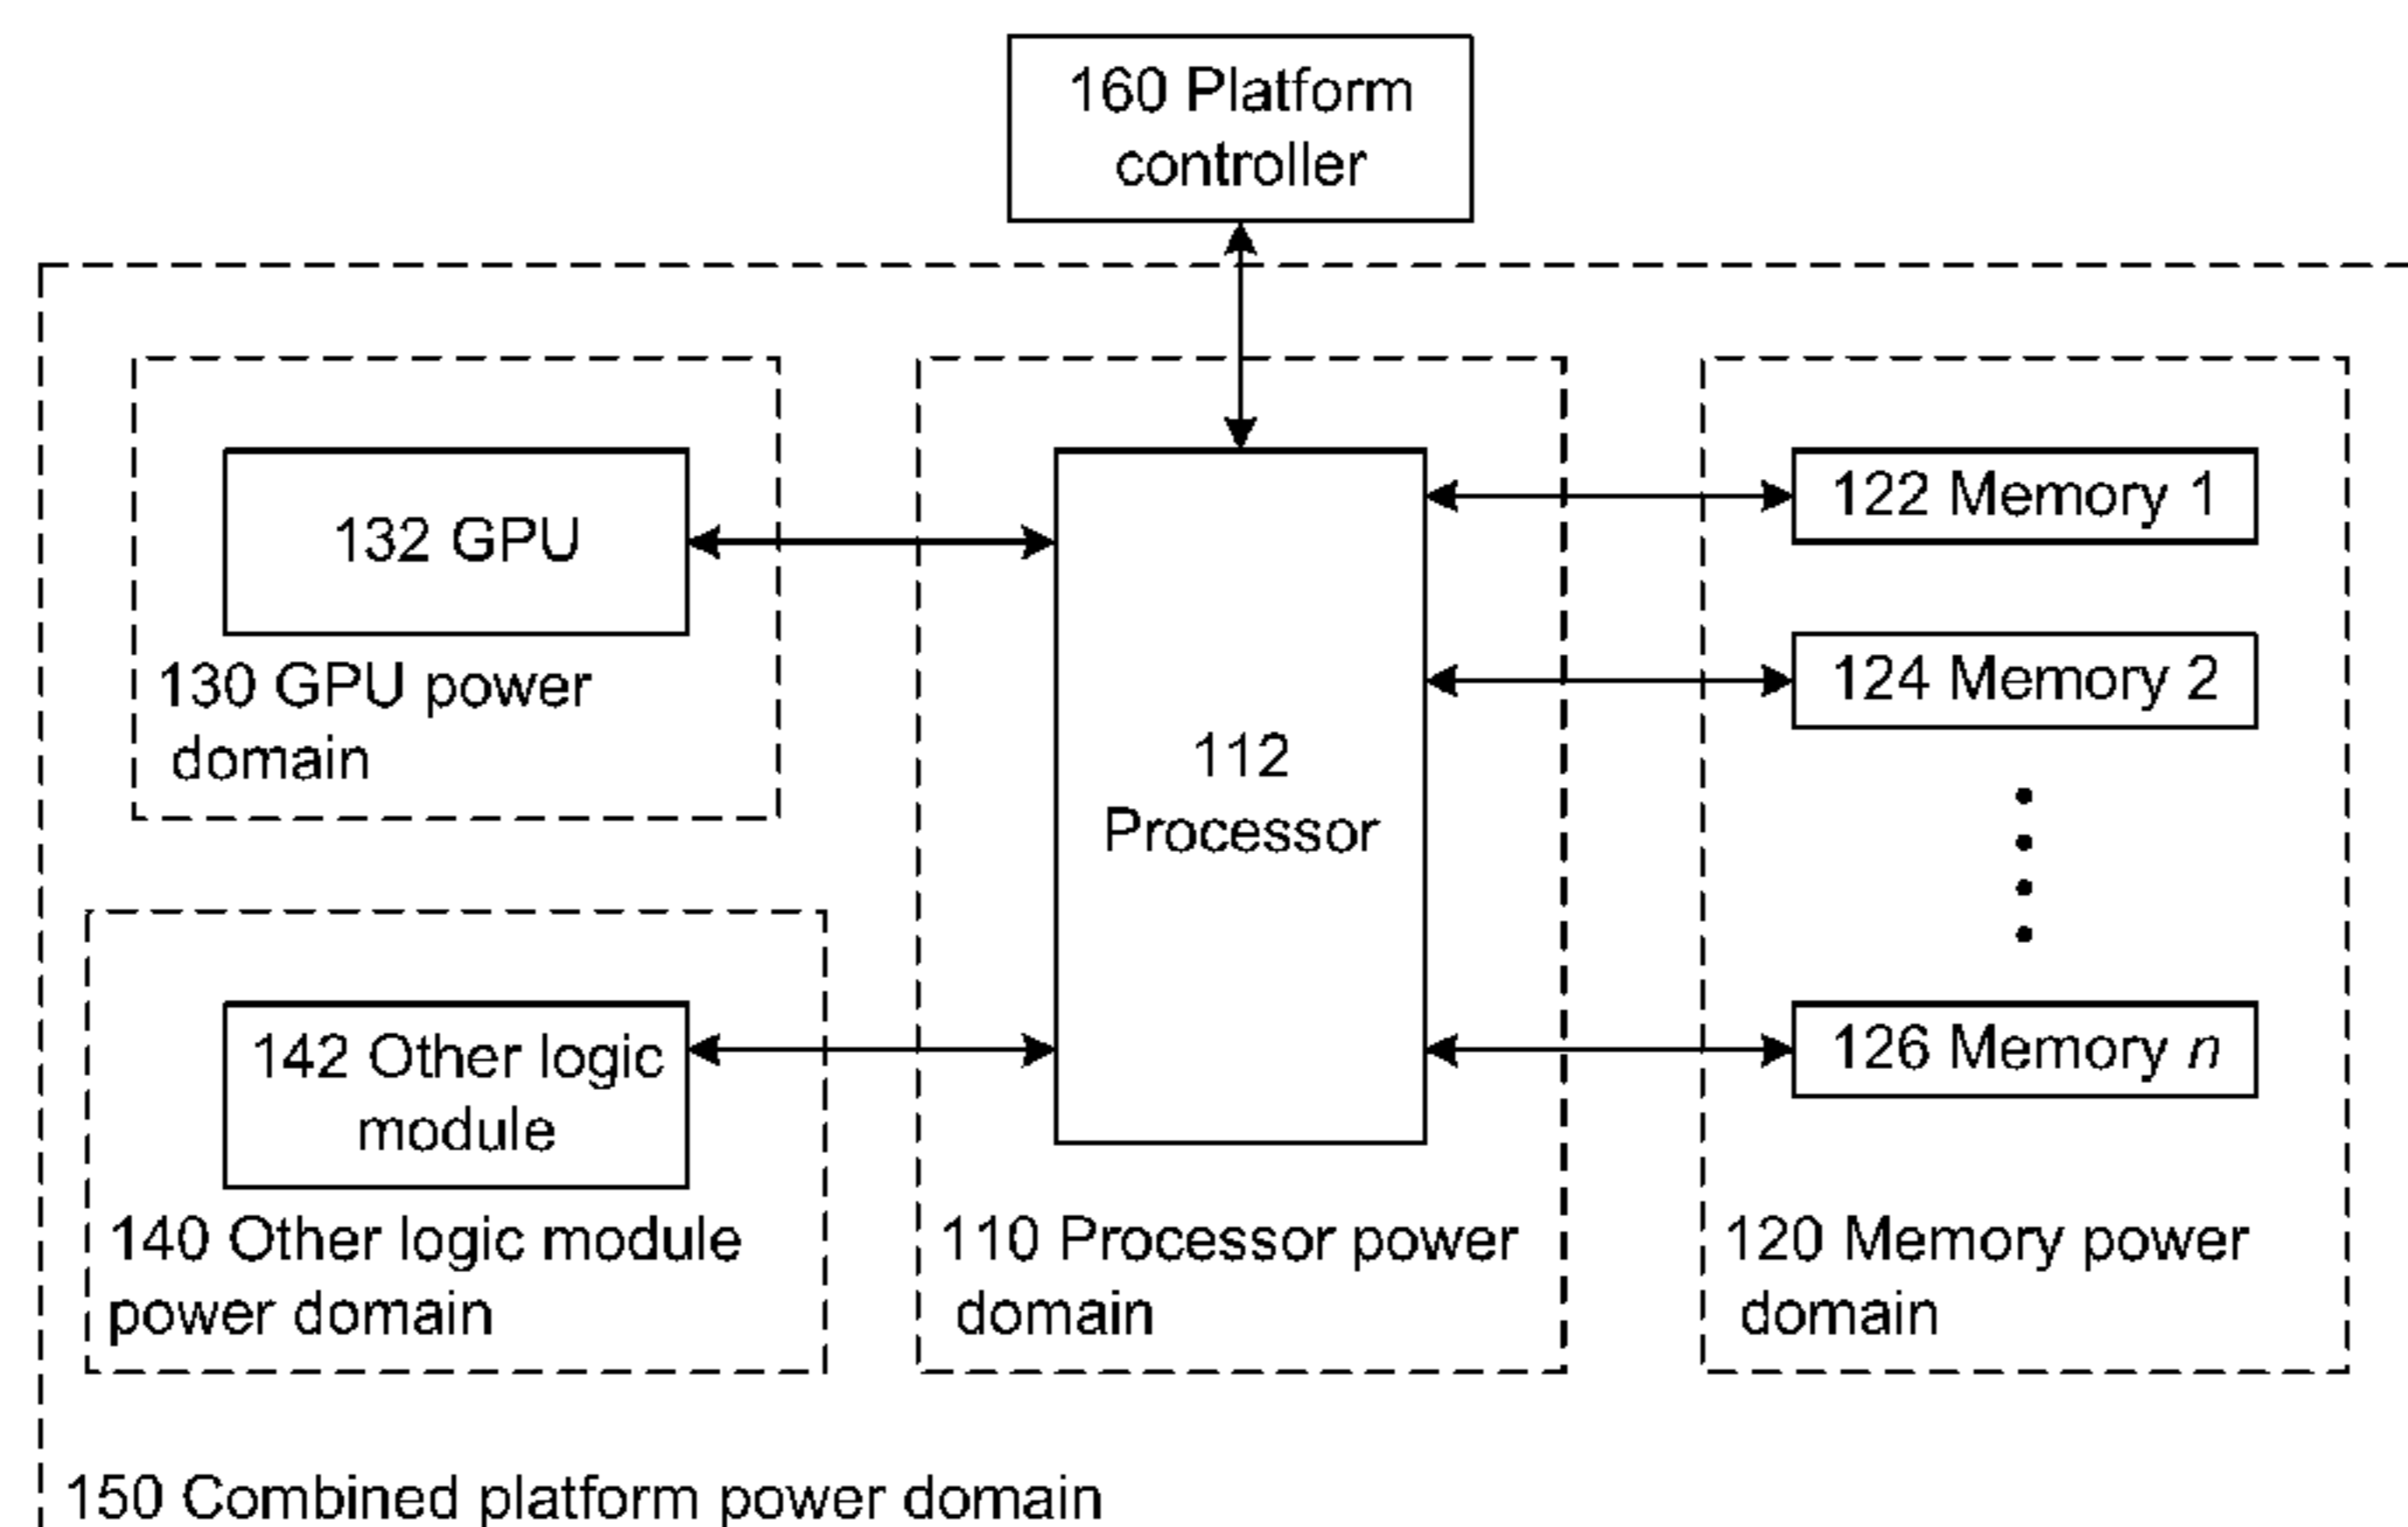 160 Platform
controller
132 GPU
130 GPU power
domain
142 Other logic
module
140 Other logic module
power domain
112
Processor
110 Processor power
domain
122 Memory 1
124 Memory 2
126 Memory n
120 Memory power
domain
150 Combined platform power domain